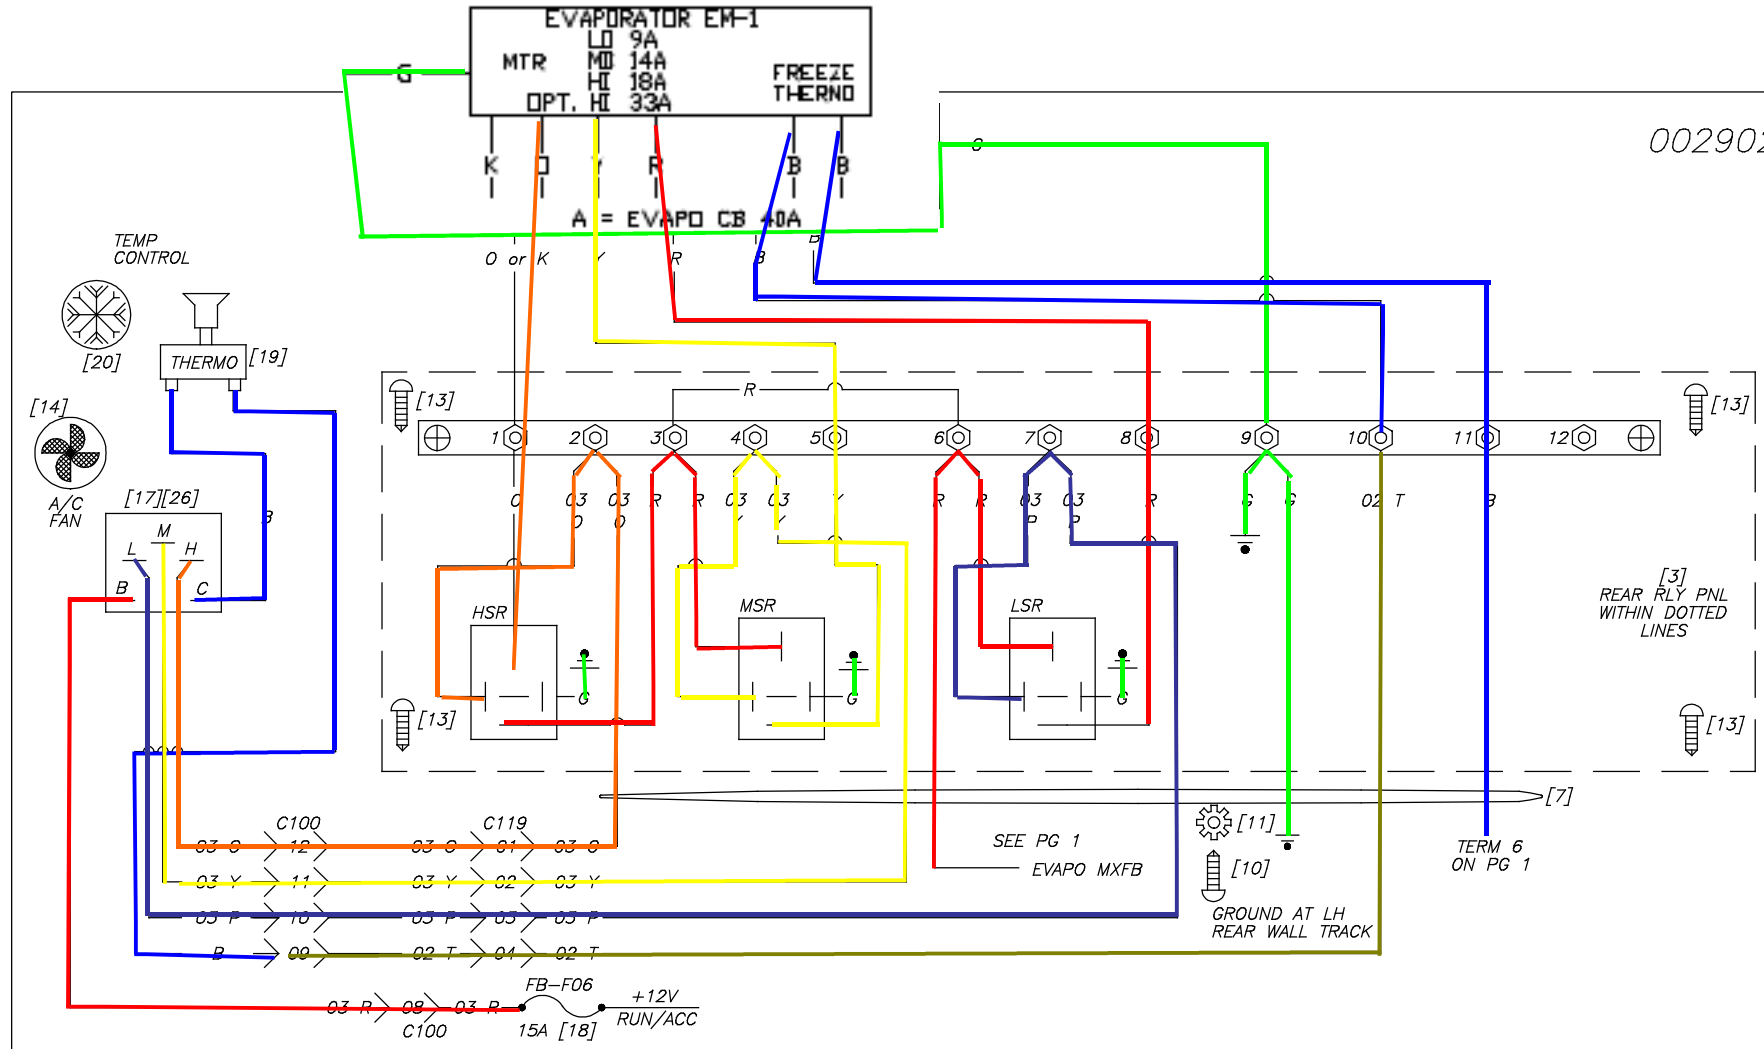 EVAPORATOR EM-1
LO 9A
MTR MD 14A
HI 18A
OPT. HI 33A
FREEZE
THERNO
G
K O Y R B B
A = EVAPO CB 40A
G
002902
O or K Y R B B
TEMP
CONTROL
[20]
THERMO [19]
[14]
A/C
FAN
[17][26]
M
L H
B C
B
[13] R [13]
1 2 3 4 5 6 7 8 9 10 11 12
O 03 03 R R 03 03 Y R R 03 03 R G G 02 T B
O O Y Y P P
HSR MSR LSR
G G G
[3]
REAR RLY PNL
WITHIN DOTTED
LINES
[13] [13]
[7]
C100 C119
03 O 12 03 O 01 03 O
03 Y 11 03 Y 02 03 Y
03 P 10 03 P 03 03 P
B 09 02 T 04 02 T
SEE PG 1
EVAPO MXFB
[11]
[10]
GROUND AT LH
REAR WALL TRACK
TERM 6
ON PG 1
FB-F06
03 R 08 03 R
C100
15A [18]
+12V
RUN/ACC